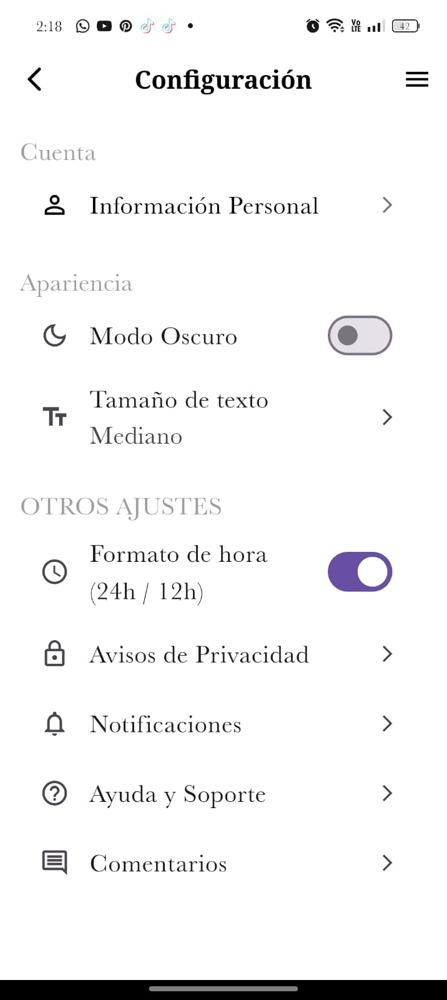 2:18
Vo
LTE
42
Configuración
Cuenta
Información Personal
Apariencia
Modo Oscuro
Tamaño de texto
Mediano
OTROS AJUSTES
Formato de hora
(24h / 12h)
Avisos de Privacidad
Notificaciones
Ayuda y Soporte
Comentarios